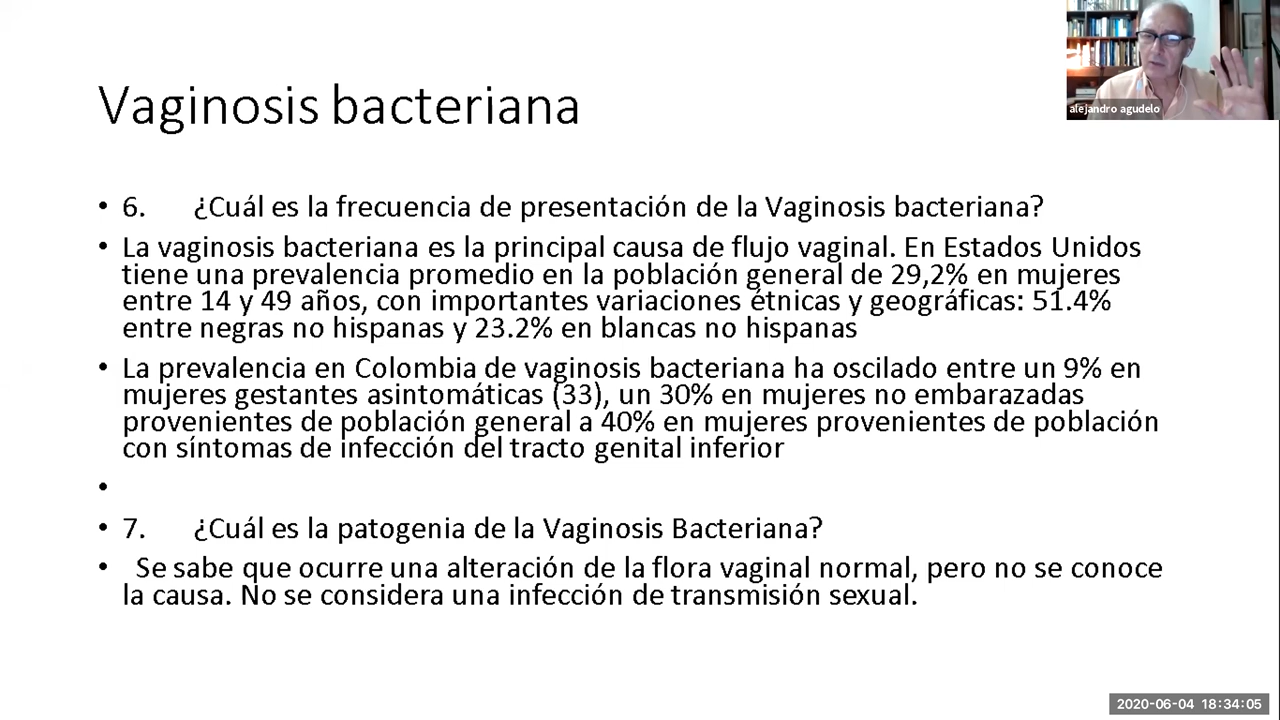 Vaginosis bacteriana
alejandro agudelo
• 6. ¿Cuál es la frecuencia de presentación de la Vaginosis bacteriana?
• La vaginosis bacteriana es la principal causa de flujo vaginal. En Estados Unidos
tiene una prevalencia promedio en la población general de 29,2% en mujeres
entre 14 y 49 años, con importantes variaciones étnicas y geográficas: 51.4%
entre negras no hispanas y 23.2% en blancas no hispanas
• La prevalencia en Colombia de vaginosis bacteriana ha oscilado entre un 9% en
mujeres gestantes asintomáticas (33), un 30% en mujeres no embarazadas
provenientes de población general a 40% en mujeres provenientes de población
con síntomas de infección del tracto genital inferior
•
• 7. ¿Cuál es la patogenia de la Vaginosis Bacteriana?
• Se sabe que ocurre una alteración de la flora vaginal normal, pero no se conoce
la causa. No se considera una infección de transmisión sexual.
2020-06-04 18:34:05